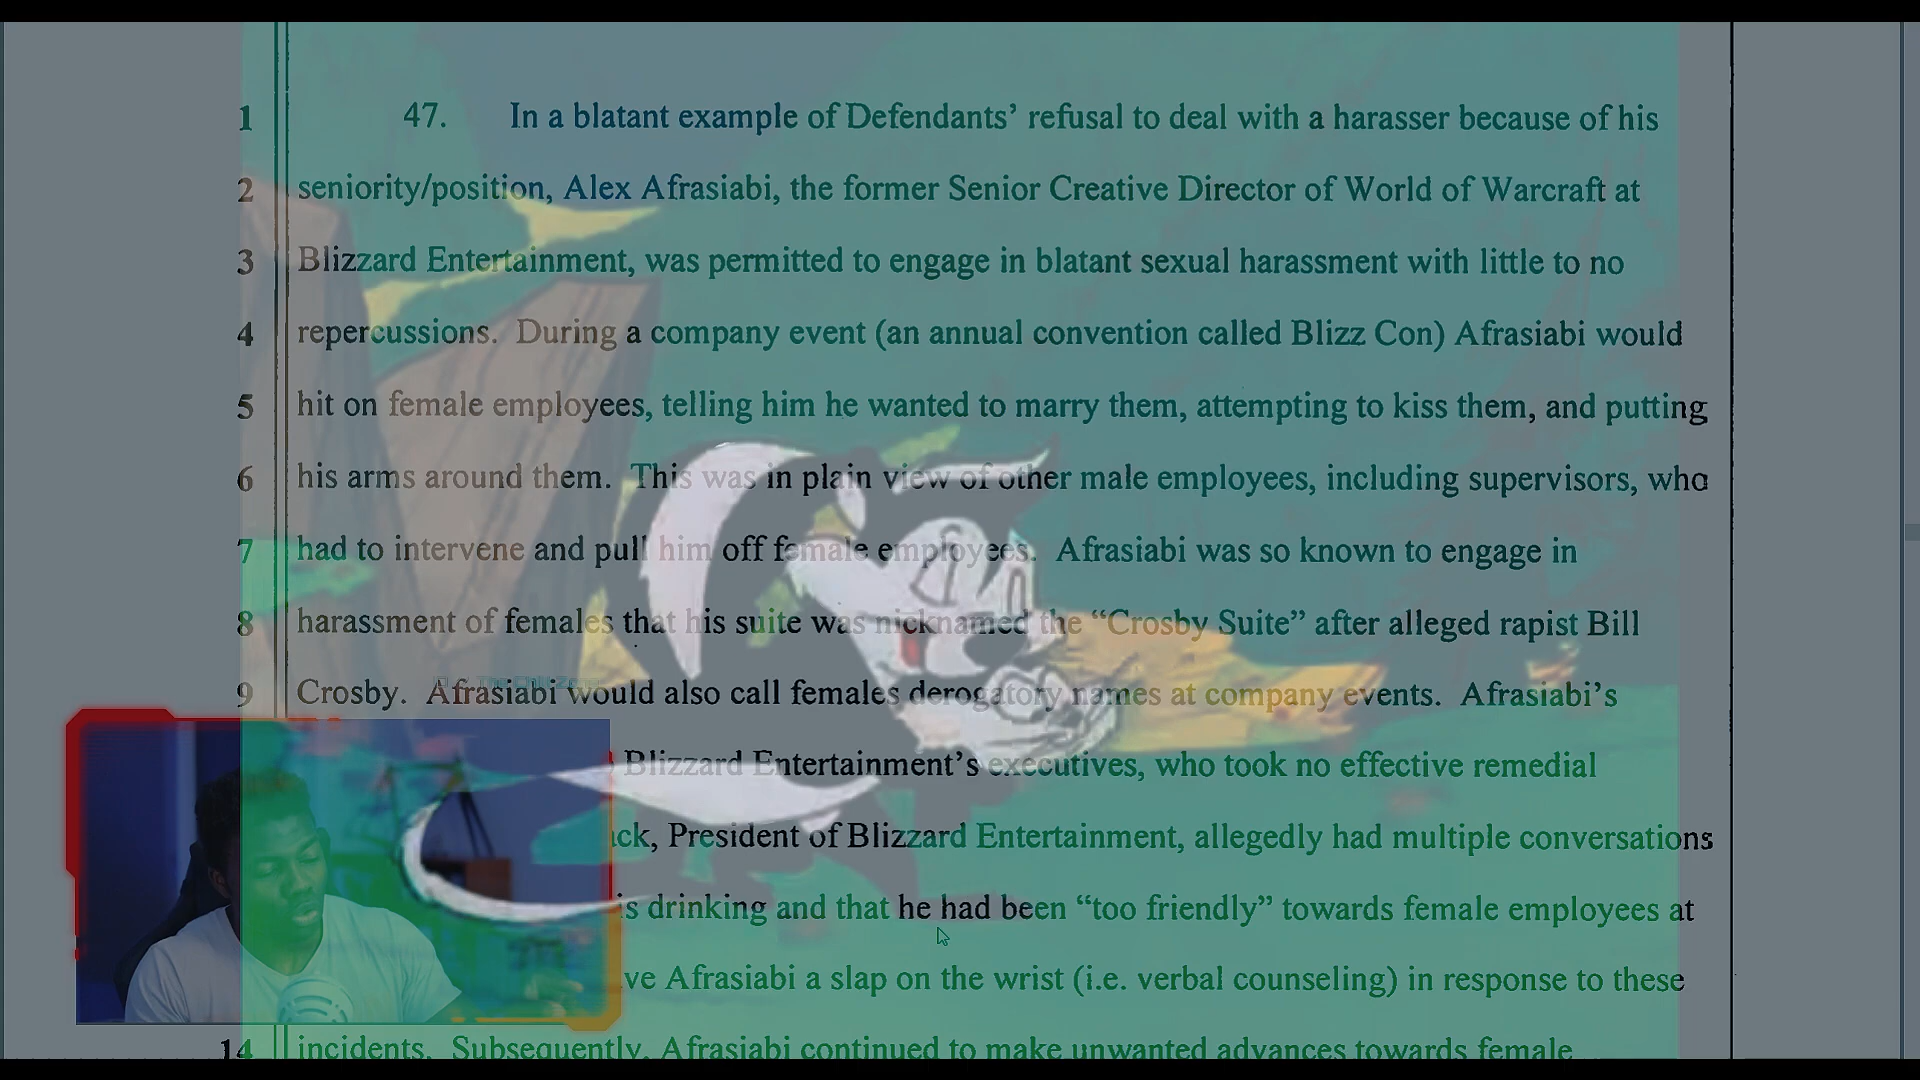 1 47. In a blatant example of Defendants’ refusal to deal with a harasser because of his
2 seniority/position, Alex Afrasiabi, the former Senior Creative Director of World of Warcraft at
3 Blizzard Entertainment, was permitted to engage in blatant sexual harassment with little to no
4 repercussions. During a company event (an annual convention called Blizz Con) Afrasiabi would
5 hit on female employees, telling him he wanted to marry them, attempting to kiss them, and putting
6 his arms around them. This was in plain view of other male employees, including supervisors, who
7 had to intervene and pull him off female employees. Afrasiabi was so known to engage in
8 harassment of females that his suite was nicknamed the “Crosby Suite” after alleged rapist Bill
9 Crosby. Afrasiabi would also call females derogatory names at company events. Afrasiabi’s
Blizzard Entertainment’s executives, who took no effective remedial
ck, President of Blizzard Entertainment, allegedly had multiple conversations
is drinking and that he had been “too friendly” towards female employees at
ve Afrasiabi a slap on the wrist (i.e. verbal counseling) in response to these
14 incidents. Subsequently, Afrasiabi continued to make unwanted advances towards female